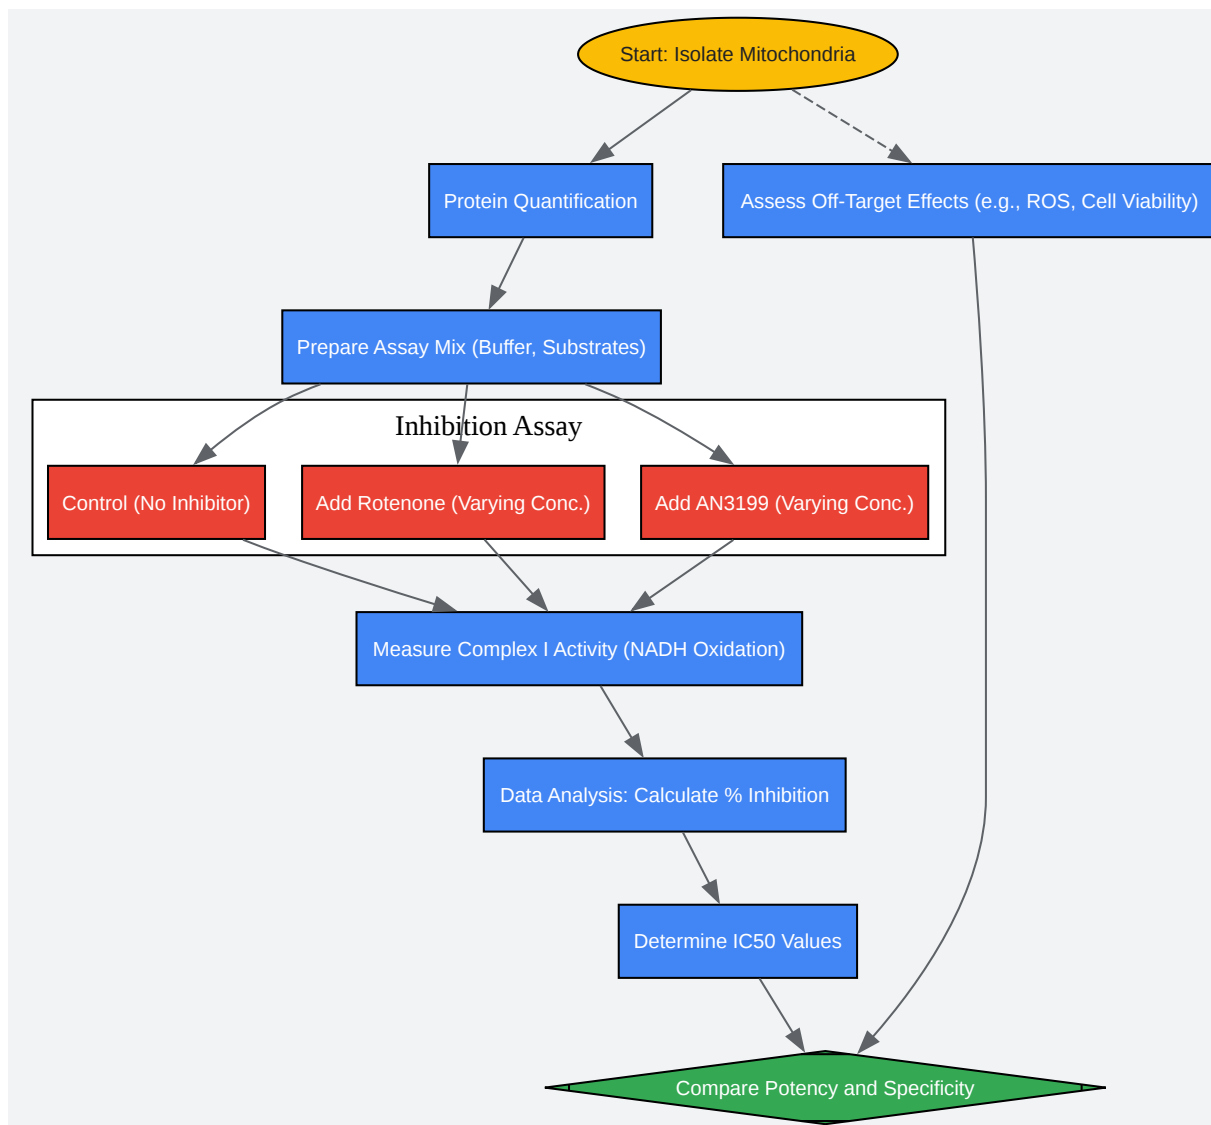 Start: Isolate Mitochondria
Protein Quantification
Assess Off-Target Effects (e.g., ROS, Cell Viability)
Prepare Assay Mix (Buffer, Substrates)
Inhibition Assay
Control (No Inhibitor)
Add Rotenone (Varying Conc.)
Add AN3199 (Varying Conc.)
Measure Complex I Activity (NADH Oxidation)
Data Analysis: Calculate % Inhibition
Determine IC50 Values
Compare Potency and Specificity